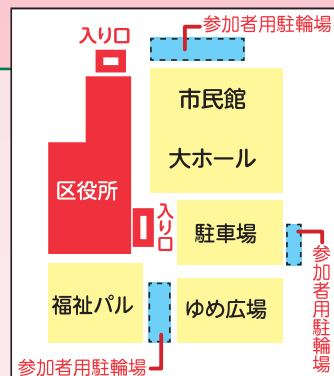 参加者用駐輪場
入り口
市民館
大ホール
区役所
入り口
駐車場
参加者用駐輪場
福祉パル
ゆめ広場
参加者用駐輪場